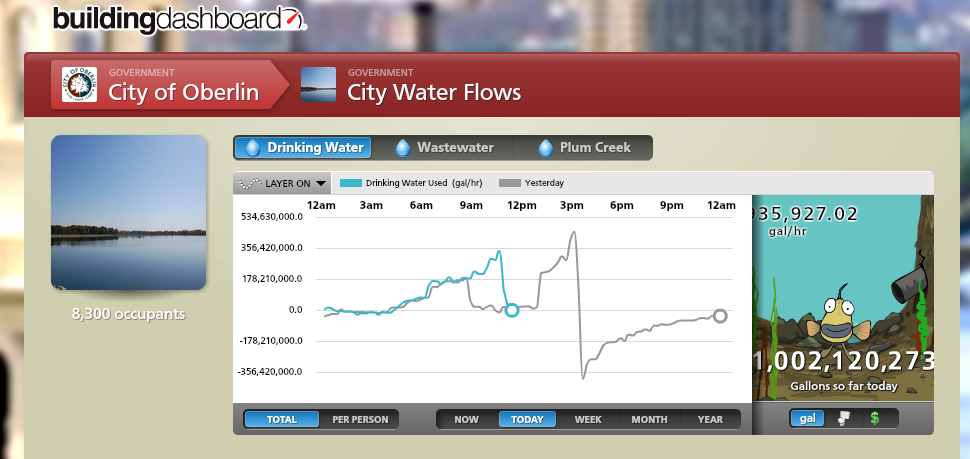 buildingdashboard
GOVERNMENT
City of Oberlin
GOVERNMENT
City Water Flows
CITY OF OBERLIN
Drinking Water
Wastewater
Plum Creek
8,300 occupants
LAYER ON
Drinking Water Used (gal/hr)
Yesterday
12am 3am 6am 9am 12pm 3pm 6pm 9pm 12am
534,630,000.0
356,420,000.0
178,210,000.0
0.0
-178,210,000.0
-356,420,000.0
935,927.02
gal/hr
1,002,120,273
Gallons so far today
TOTAL
PER PERSON
NOW
TODAY
WEEK
MONTH
YEAR
gal
$